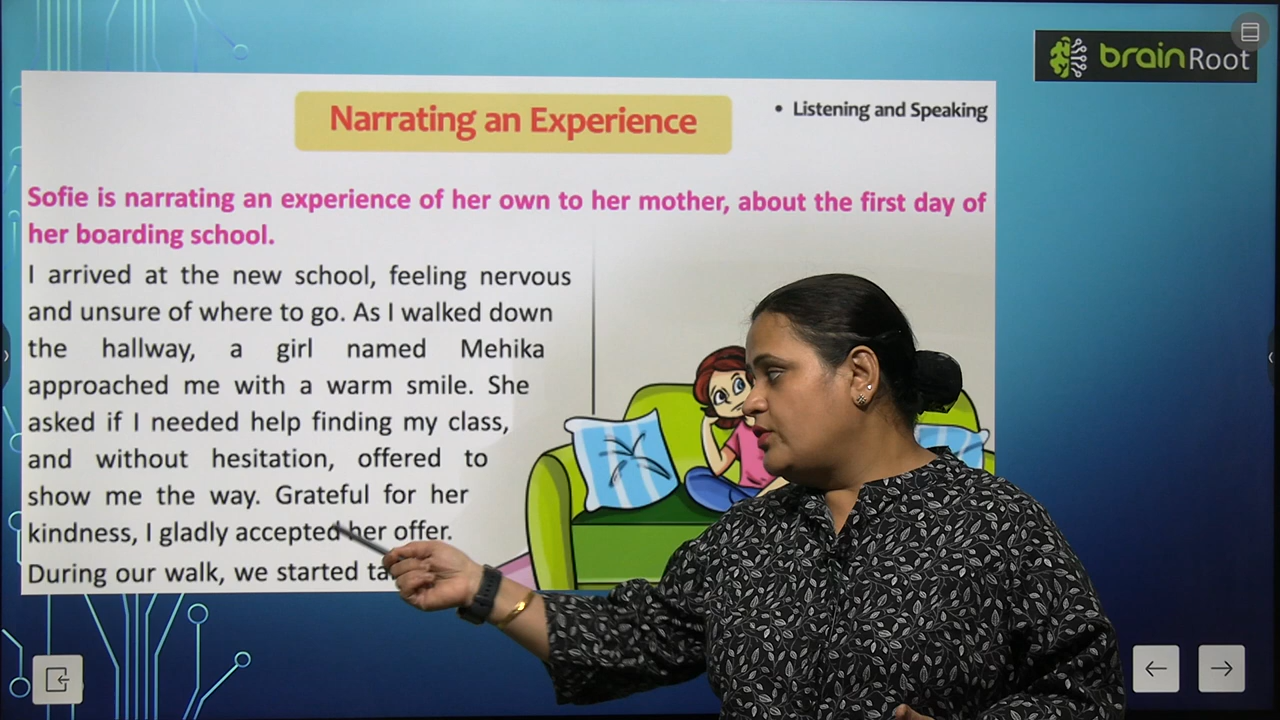 brainRoot
Narrating an Experience
• Listening and Speaking
Sofie is narrating an experience of her own to her mother, about the first day of
her boarding school.
I arrived at the new school, feeling nervous
and unsure of where to go. As I walked down
the hallway, a girl named Mehika
approached me with a warm smile. She
asked if I needed help finding my class,
and without hesitation, offered to
show me the way. Grateful for her
kindness, I gladly accepted her offer.
During our walk, we started